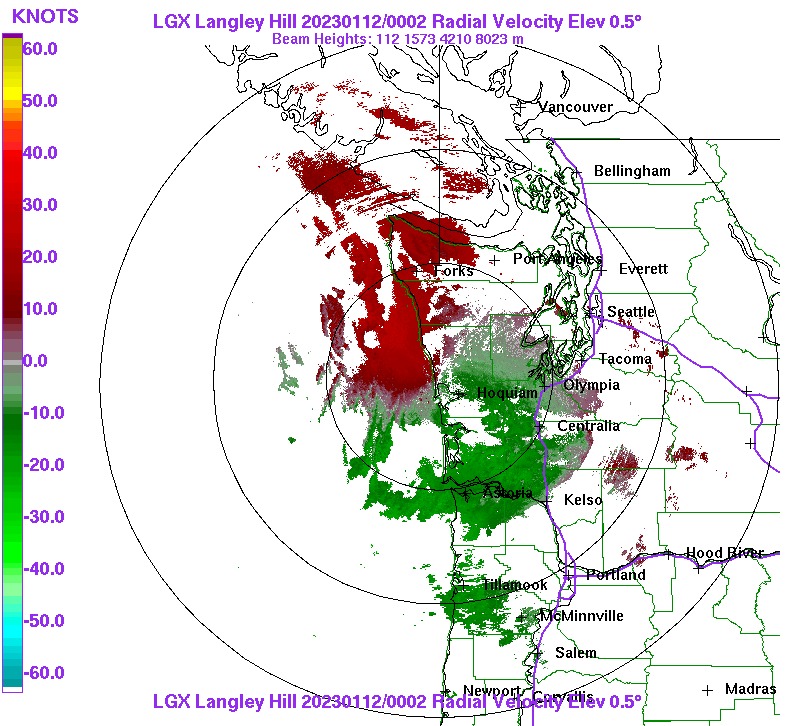 KNOTS
LGX Langley Hill 20230112/0002 Radial Velocity Elev 0.5º
Beam Heights: 112 1573 4210 8023 m
60.0
50.0
40.0
30.0
20.0
10.0
0.0
-10.0
-20.0
-30.0
-40.0
-50.0
-60.0
Vancouver
Bellingham
Port Angeles
Forks
Everett
Seattle
Tacoma
Olympia
Hoquiam
Centralla
Astoria
Kelso
Hood River
Portland
Tillamook
McMinnville
Salem
Newport
Corvallis
Madras
LGX Langley Hill 20230112/0002 Radial Velocity Elev 0.5º